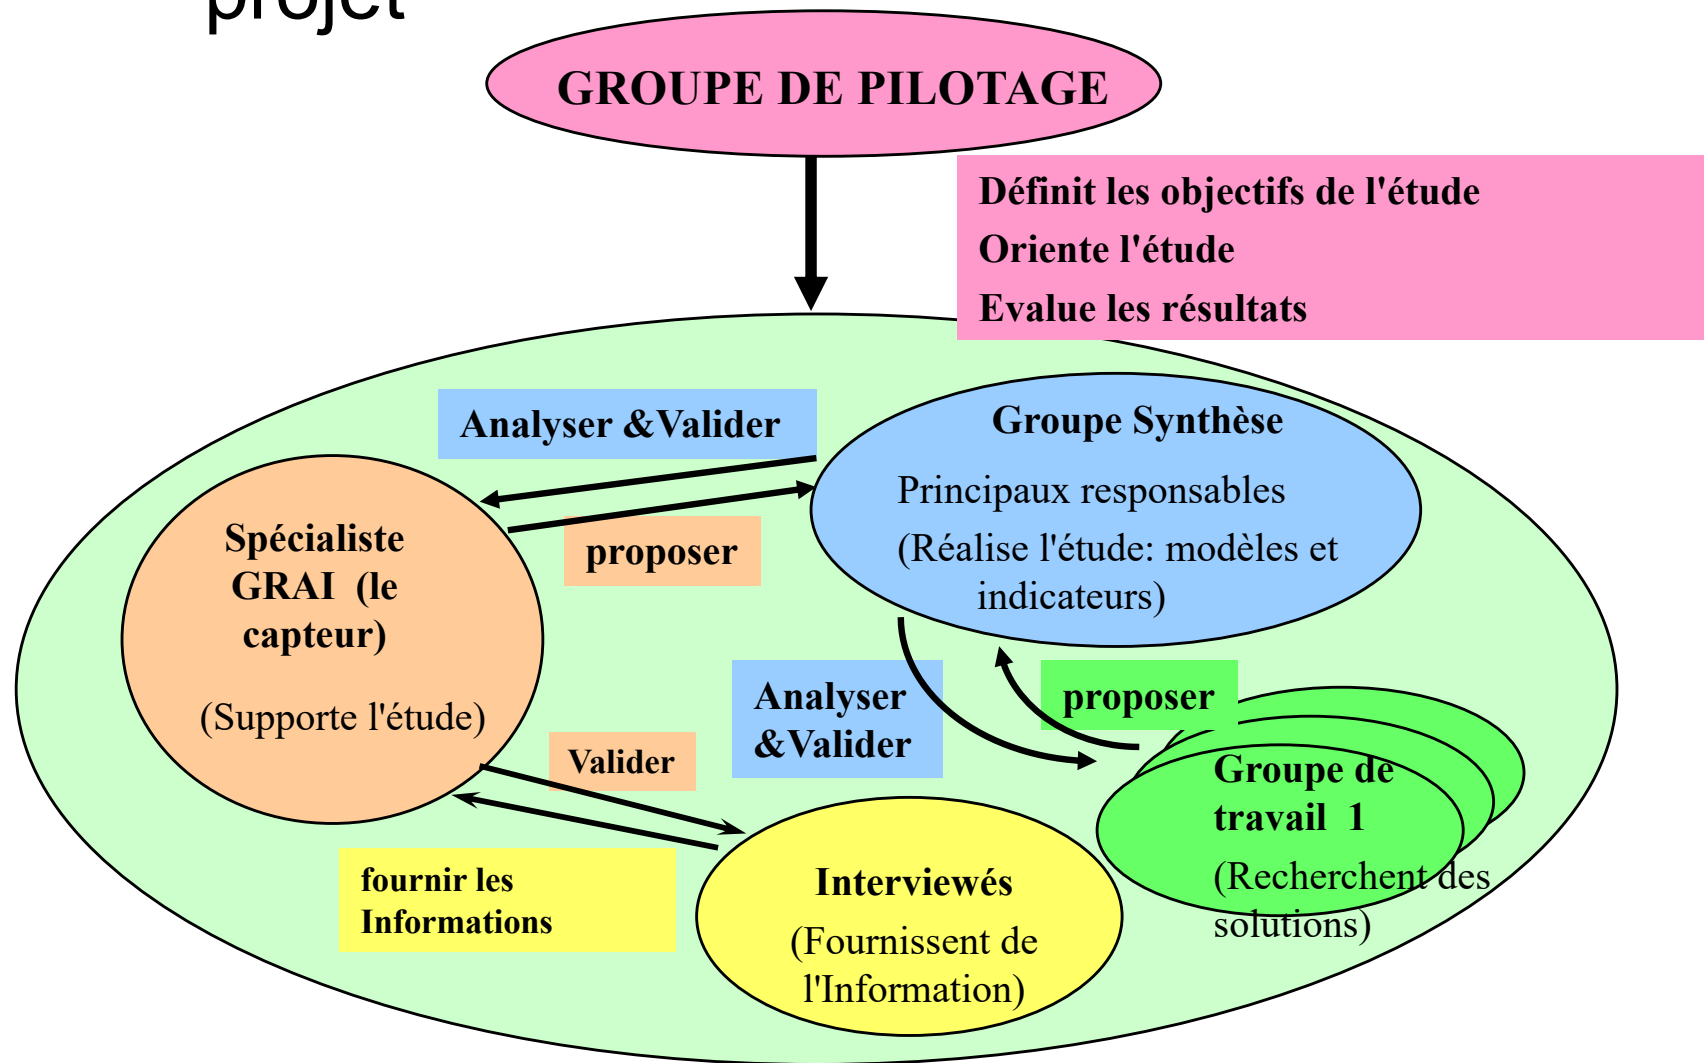 projet
GROUPE DE PILOTAGE
Définit les objectifs de l'étude
Oriente l'étude
Evalue les résultats
Analyser &Valider
Groupe Synthèse
Principaux responsables
(Réalise l'étude: modèles et
indicateurs)
Spécialiste
GRAI (le
capteur)
(Supporte l'étude)
proposer
Analyser
&Valider
proposer
Valider
Groupe de
travail 1
(Recherchent des
solutions)
fournir les
Informations
Interviewés
(Fournissent de
l'Information)